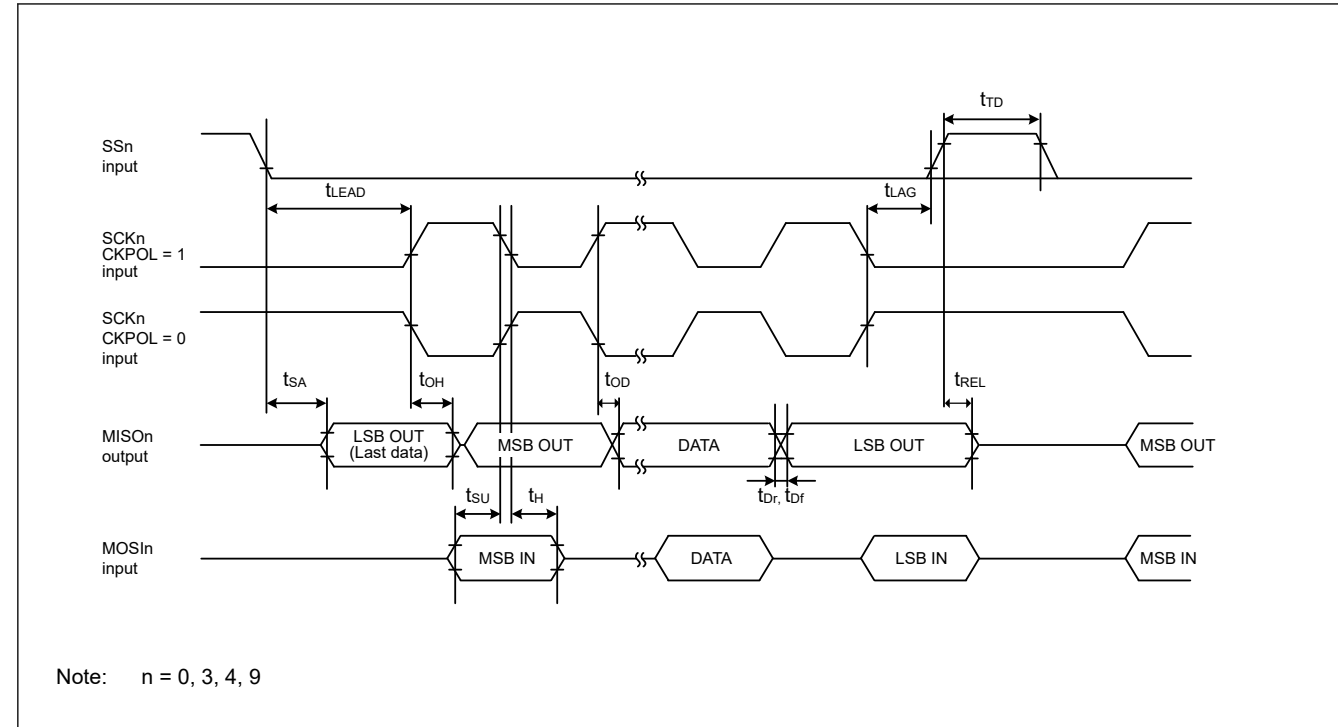 tTD
SSn
input
tLEAD
tLAG
SCKn
CKPOL = 1
input
SCKn
CKPOL = 0
input
tSA
tOH
tOD
tREL
MISOn
output
LSB OUT
(Last data)
MSB OUT
DATA
LSB OUT
MSB OUT
tSU
tH
tDr, tDf
MOSIn
input
MSB IN
DATA
LSB IN
MSB IN
Note: n = 0, 3, 4, 9